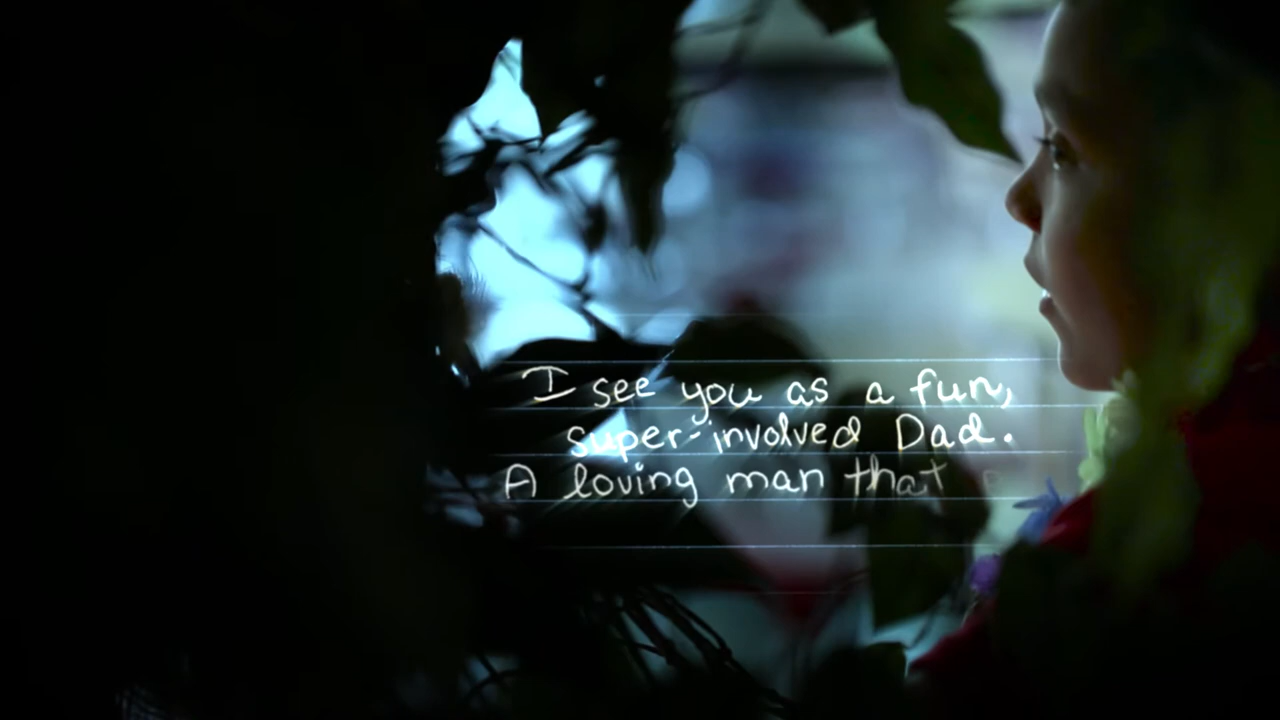 I see you as a fun,
super-involved Dad.
A loving man that